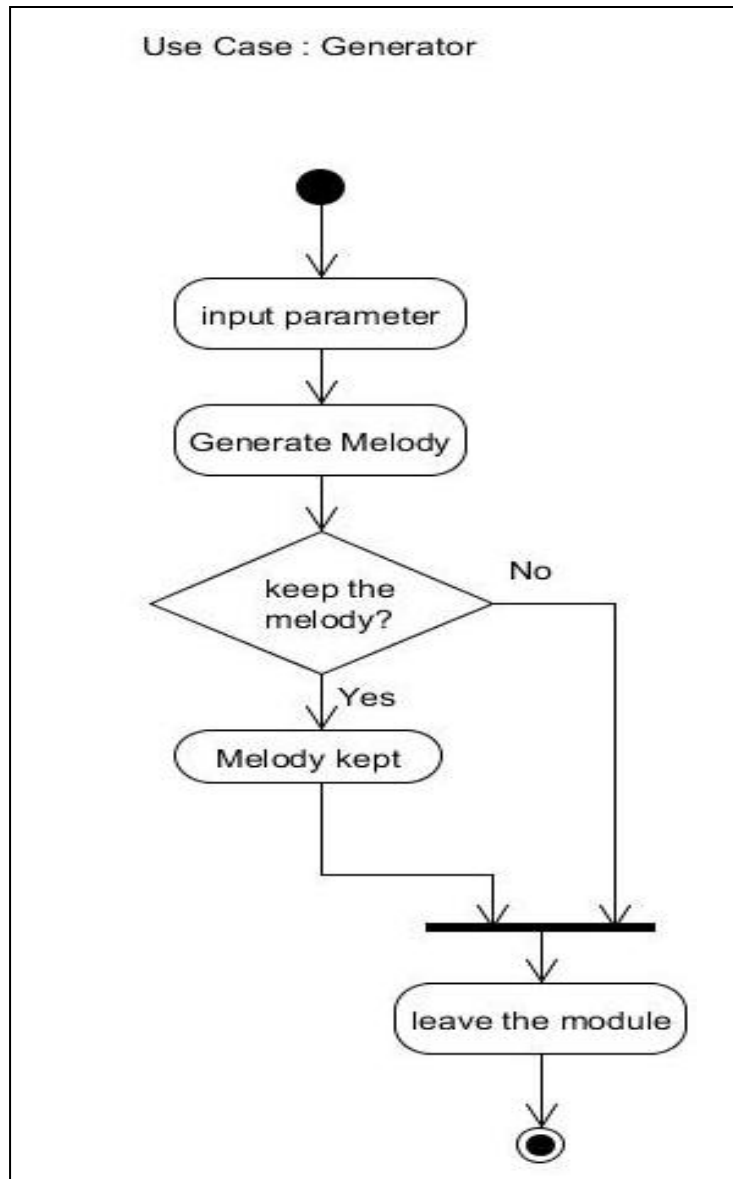 Use Case : Generator
input parameter
Generate Melody
keep the
melody?
No
Yes
Melody kept
leave the module